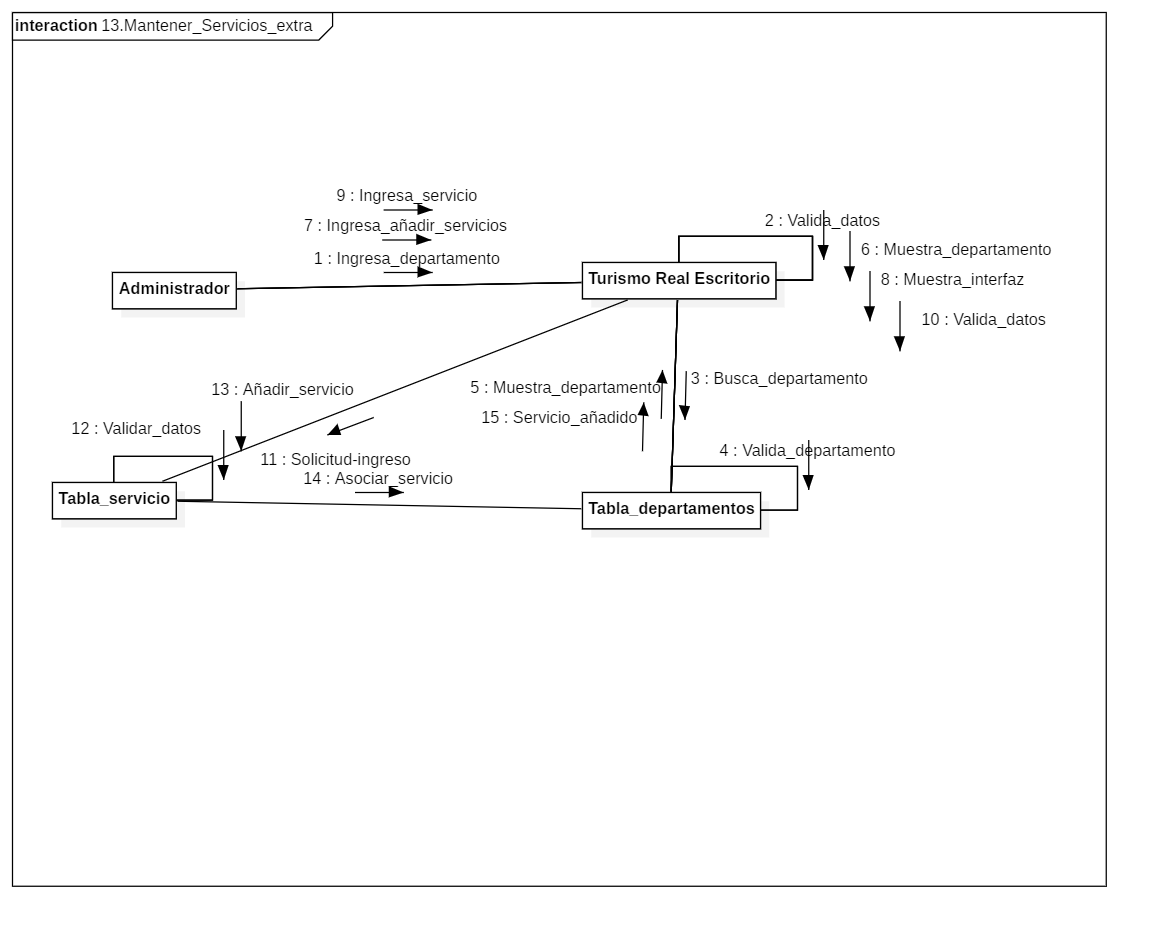 interaction 13.Mantener_Servicios_extra
9 : Ingresa_servicio
7 : Ingresa_añadir_servicios
1 : Ingresa_departamento
2 : Valida_datos
6 : Muestra_departamento
8 : Muestra_interfaz
10 : Valida_datos
Administrador
Turismo Real Escritorio
13 : Añadir_servicio
5 : Muestra_departamento
3 : Busca_departamento
15 : Servicio_añadido
12 : Validar_datos
11 : Solicitud-ingreso
4 : Valida_departamento
14 : Asociar_servicio
Tabla_servicio
Tabla_departamentos